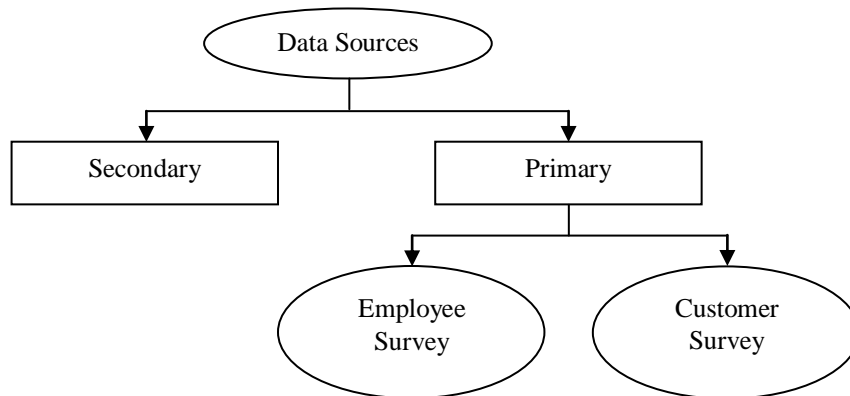 Data Sources
Secondary
Primary
Employee
Survey
Customer
Survey